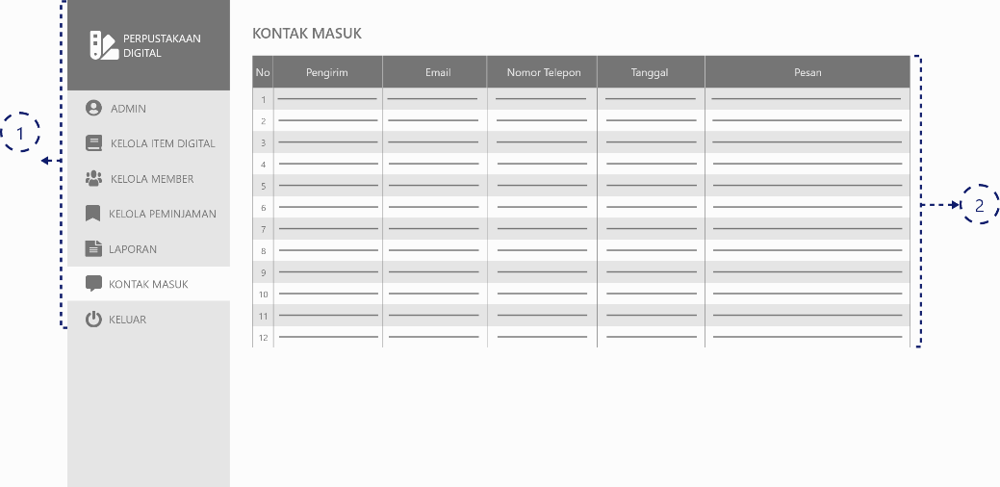 PERPUSTAKAAN
DIGITAL
ADMIN
KELOLA ITEM DIGITAL
KELOLA MEMBER
KELOLA PEMINJAMAN
LAPORAN
KONTAK MASUK
KELUAR
1
KONTAK MASUK
No Pengirim Email Nomor Telepon Tanggal Pesan
1
2
3
4
5
6
7
8
9
10
11
12
2